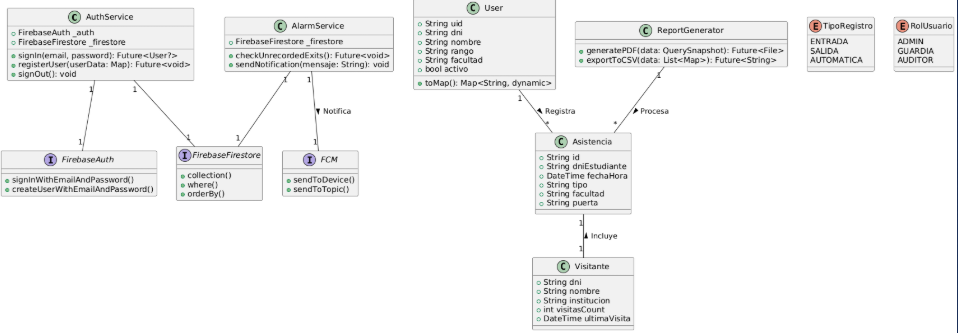 C AuthService
FirebaseAuth _auth
FirebaseFirestore _firestore
signIn(email, password): Future<User?>
registerUser(userData: Map): Future<void>
signOut(): void
C AlarmService
FirebaseFirestore _firestore
checkUnrecordedExits(): Future<void>
sendNotification(mensaje: String): void
C User
String uid
String dni
String nombre
String rango
String facultad
bool activo
toMap(): Map<String, dynamic>
C ReportGenerator
generatePDF(data: QuerySnapshot): Future<File>
exportToCSV(data: List<Map>): Future<String>
E TipoRegistro
ENTRADA
SALIDA
AUTOMATICA
E RolUsuario
ADMIN
GUARDIA
AUDITOR
1 1 1 1 1 1
Notifica
Registra
Procesa
1 1 1 1 * *
I FirebaseAuth
signInWithEmailAndPassword()
createUserWithEmailAndPassword()
I FirebaseFirestore
collection()
where()
orderBy()
I FCM
sendToDevice()
sendToTopic()
C Asistencia
String id
String dniEstudiante
DateTime fechaHora
String tipo
String facultad
String puerta
1
Incluye
1
C Visitante
String dni
String nombre
String institucion
int visitasCount
DateTime ultimaVisita